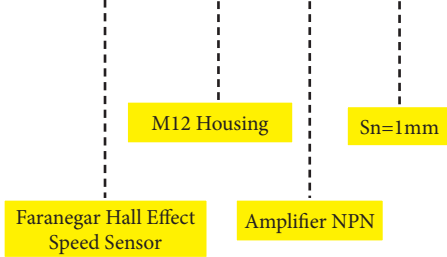 M12 Housing
Sn=1mm
Faranegar Hall Effect
Speed Sensor
Amplifier NPN